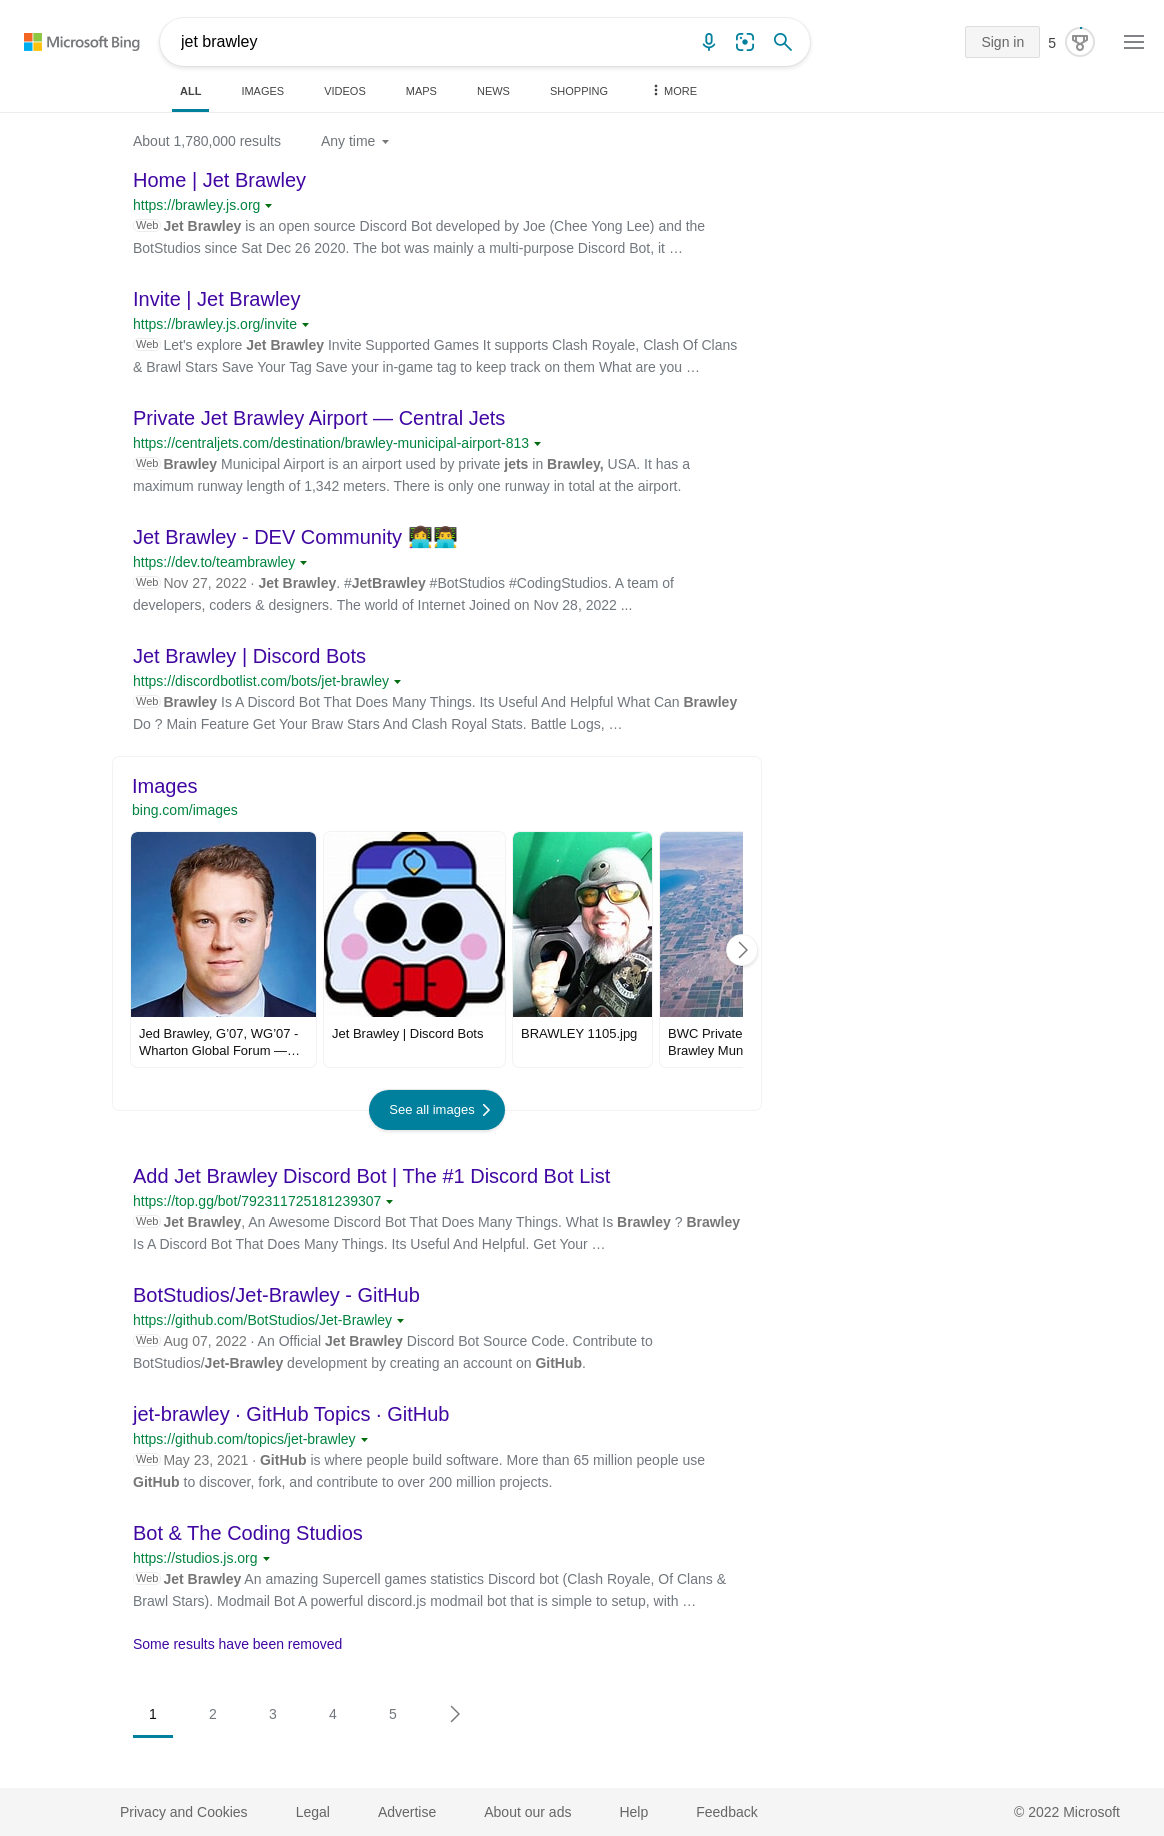 Microsoft Bing
jet brawley
Sign in
5
ALL
IMAGES
VIDEOS
MAPS
NEWS
SHOPPING
MORE
About 1,780,000 results
Any time
Home | Jet Brawley
https://brawley.js.org
Web Jet Brawley is an open source Discord Bot developed by Joe (Chee Yong Lee) and the
BotStudios since Sat Dec 26 2020. The bot was mainly a multi-purpose Discord Bot, it …
Invite | Jet Brawley
https://brawley.js.org/invite
Web Let's explore Jet Brawley Invite Supported Games It supports Clash Royale, Clash Of Clans
& Brawl Stars Save Your Tag Save your in-game tag to keep track on them What are you …
Private Jet Brawley Airport — Central Jets
https://centraljets.com/destination/brawley-municipal-airport-813
Web Brawley Municipal Airport is an airport used by private jets in Brawley, USA. It has a
maximum runway length of 1,342 meters. There is only one runway in total at the airport.
Jet Brawley - DEV Community 👩‍💻👨‍💻
https://dev.to/teambrawley
Web Nov 27, 2022 · Jet Brawley. #JetBrawley #BotStudios #CodingStudios. A team of
developers, coders & designers. The world of Internet Joined on Nov 28, 2022 ...
Jet Brawley | Discord Bots
https://discordbotlist.com/bots/jet-brawley
Web Brawley Is A Discord Bot That Does Many Things. Its Useful And Helpful What Can Brawley
Do ? Main Feature Get Your Braw Stars And Clash Royal Stats. Battle Logs, …
Images
bing.com/images
Jed Brawley, G'07, WG'07 -
Wharton Global Forum —…
Jet Brawley | Discord Bots
BRAWLEY 1105.jpg
BWC Private
Brawley Mun
See all images
Add Jet Brawley Discord Bot | The #1 Discord Bot List
https://top.gg/bot/792311725181239307
Web Jet Brawley, An Awesome Discord Bot That Does Many Things. What Is Brawley ? Brawley
Is A Discord Bot That Does Many Things. Its Useful And Helpful. Get Your …
BotStudios/Jet-Brawley - GitHub
https://github.com/BotStudios/Jet-Brawley
Web Aug 07, 2022 · An Official Jet Brawley Discord Bot Source Code. Contribute to
BotStudios/Jet-Brawley development by creating an account on GitHub.
jet-brawley · GitHub Topics · GitHub
https://github.com/topics/jet-brawley
Web May 23, 2021 · GitHub is where people build software. More than 65 million people use
GitHub to discover, fork, and contribute to over 200 million projects.
Bot & The Coding Studios
https://studios.js.org
Web Jet Brawley An amazing Supercell games statistics Discord bot (Clash Royale, Of Clans &
Brawl Stars). Modmail Bot A powerful discord.js modmail bot that is simple to setup, with …
Some results have been removed
1
2
3
4
5
Privacy and Cookies
Legal
Advertise
About our ads
Help
Feedback
© 2022 Microsoft